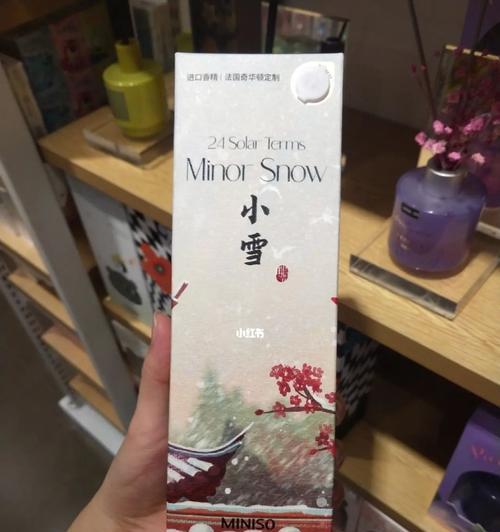 进口香精 | 法国奇华顿定制
24 Solar Terms
Minor Snow
小
雪
小红书
MINISO